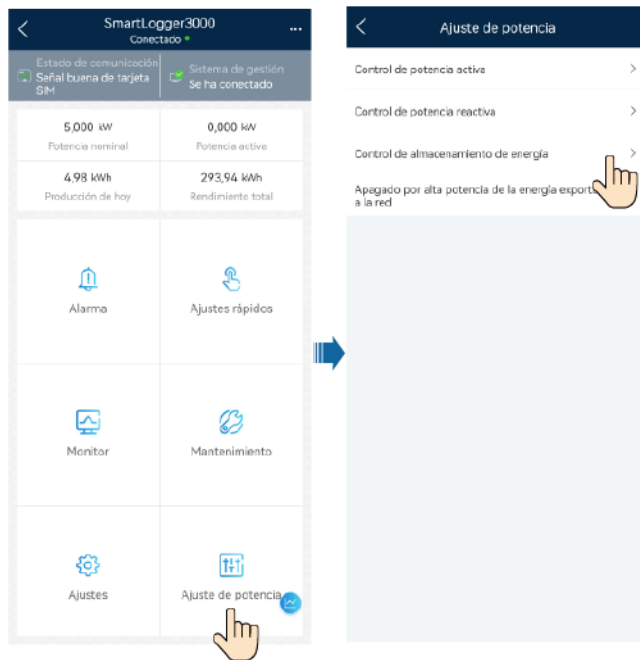 SmartLogger3000
Conectado
Estado de comunicación
Señal buena de tarjeta
SIM
Sistema de gestión
Se ha conectado
5,000 kW
Potencia nominal
0,000 kW
Potencia activa
4,98 kWh
Producción de hoy
293,94 kWh
Rendimiento total
Alarma
Ajustes rápidos
Monitor
Mantenimiento
Ajustes
Ajuste de potencia
Ajuste de potencia
Control de potencia activa
Control de potencia reactiva
Control de almacenamiento de energía
Apagado por alta potencia de la energía
a la red